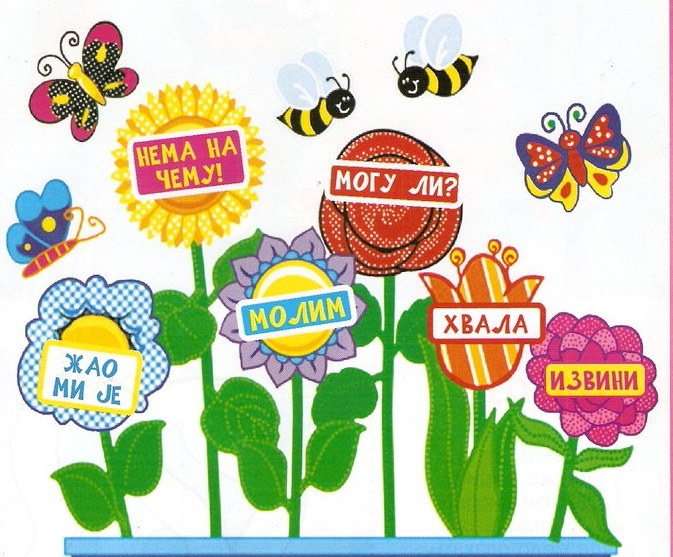 НЕМА НА
ЧЕМУ!
МОГУ ЛИ?
МОЛИМ
ХВАЛА
ЖАО
МИ ЈЕ
ИЗВИНИ